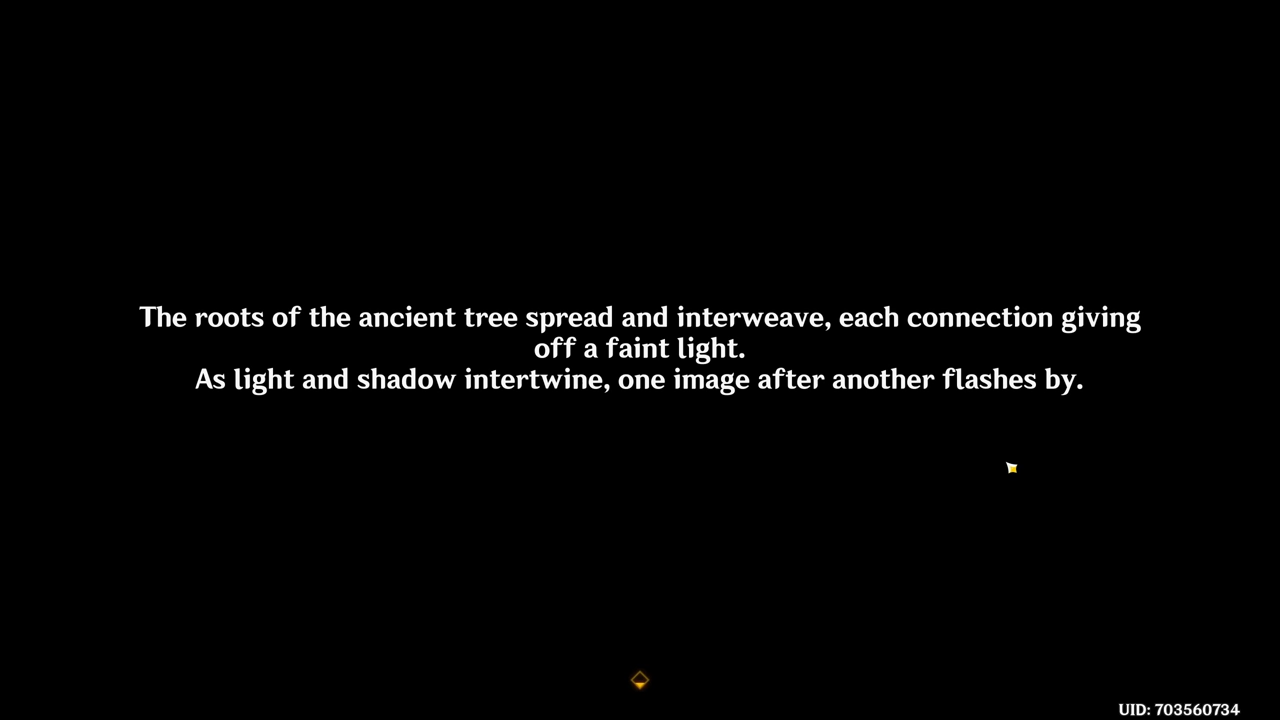 The roots of the ancient tree spread and interweave, each connection giving
off a faint light.
As light and shadow intertwine, one image after another flashes by.
UID: 703560734